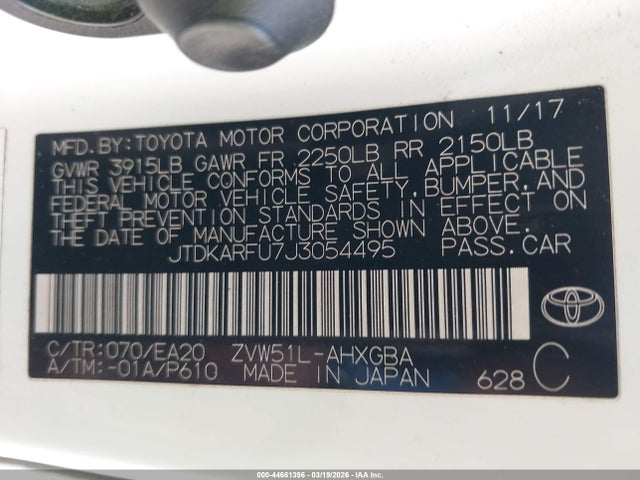 MFD.BY:TOYOTA MOTOR CORPORATION 11/17
GVWR 3915LB GAWR FR 2250LB RR 2150LB
THIS VEHICLE CONFORMS TO ALL APPLICABLE
FEDERAL MOTOR VEHICLE SAFETY,BUMPER,AND
THEFT PREVENTION STANDARDS IN EFFECT ON
THE DATE OF MANUFACTURE SHOWN ABOVE.
JTDKARFU7J3054495 PASS.CAR
C/TR:070/EA20 ZVW51L-AHXGBA
A/TM:-01A/P610 MADE IN JAPAN 628 C
000-44661396 - 03/19/2026 - IAA Inc.